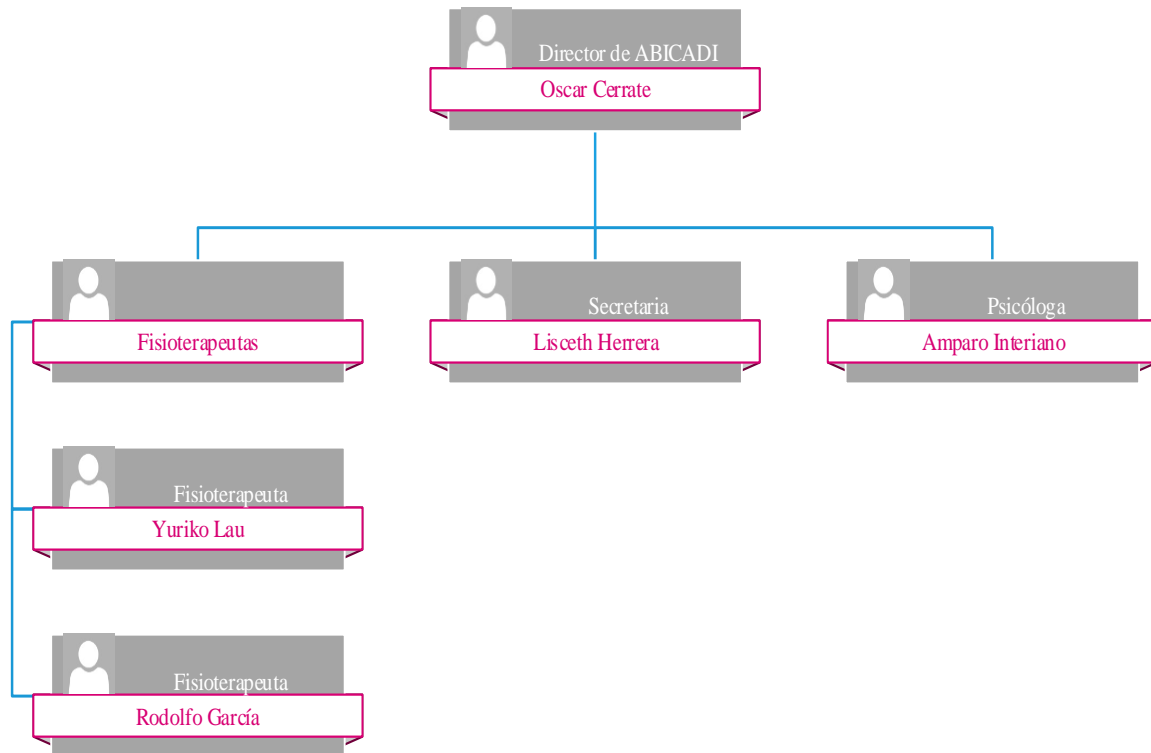 Director de ABICADI
Oscar Cerrate
Fisioterapeutas
Secretaria
Lisceth Herrera
Psicóloga
Amparo Interiano
Fisioterapeuta
Yuriko Lau
Fisioterapeuta
Rodolfo García